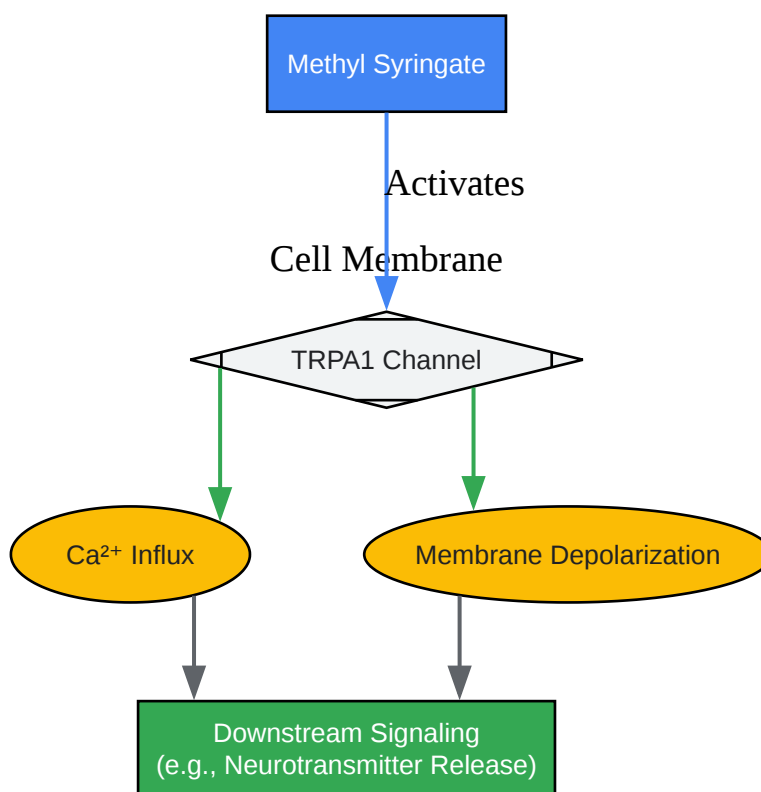 Methyl Syringate
Activates
Cell Membrane
TRPA1 Channel
Ca²⁺ Influx
Membrane Depolarization
Downstream Signaling
(e.g., Neurotransmitter Release)